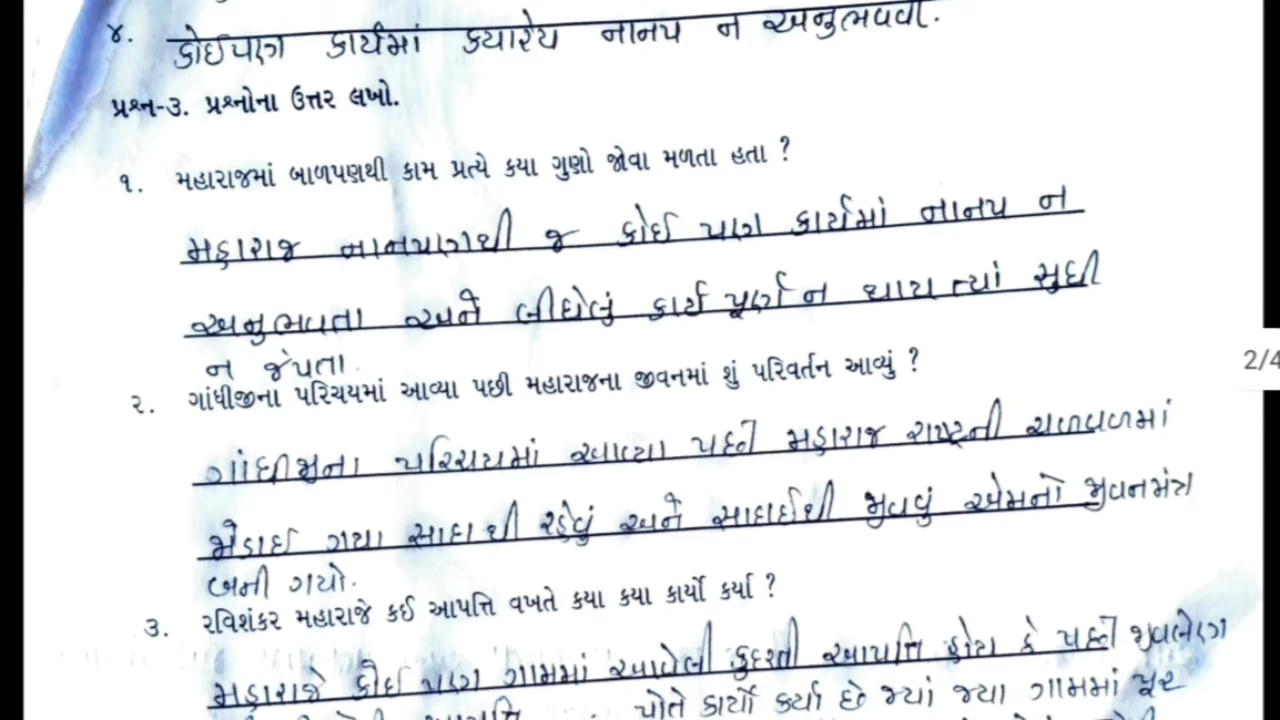 ૪. કોઈપણ કાર્યમાં ક્યારેય નાનપ ન અનુભવવી.
પ્રશ્ન-૩. પ્રશ્નોના ઉત્તર લખો.
૧. મહારાજમાં બાળપણથી કામ પ્રત્યે કયા ગુણો જોવા મળતા હતા ?
મહારાજ નાનપણથી જ કોઈ પણ કાર્યમાં નાનપ ન
અનુભવતા અને લીધેલું કાર્ય પૂર્ણ ન થાય ત્યાં સુધી
ન જંપતા.
2/4
૨. ગાંધીજીના પરિચયમાં આવ્યા પછી મહારાજના જીવનમાં શું પરિવર્તન આવ્યું ?
ગાંધીજીના પરિચયમાં આવ્યા પછી મહારાજ રાષ્ટ્રની ચળવળમાં
જોડાઈ ગયા સાદા થી રહેવું અને સાદાઈથી જીવવું એમનો જીવનમંત્ર
બની ગયો.
૩. રવિશંકર મહારાજે કઈ આપત્તિ વખતે કયા કયા કાર્યો કર્યા ?
મહારાજે કોઈ પણ ગામમાં આવેલી કુદરતી આપત્તિ હોય કે પછી જીવલેણ
પોતે કાર્યો કર્યા છે જ્યાં જ્યા ગામમાં પૂર